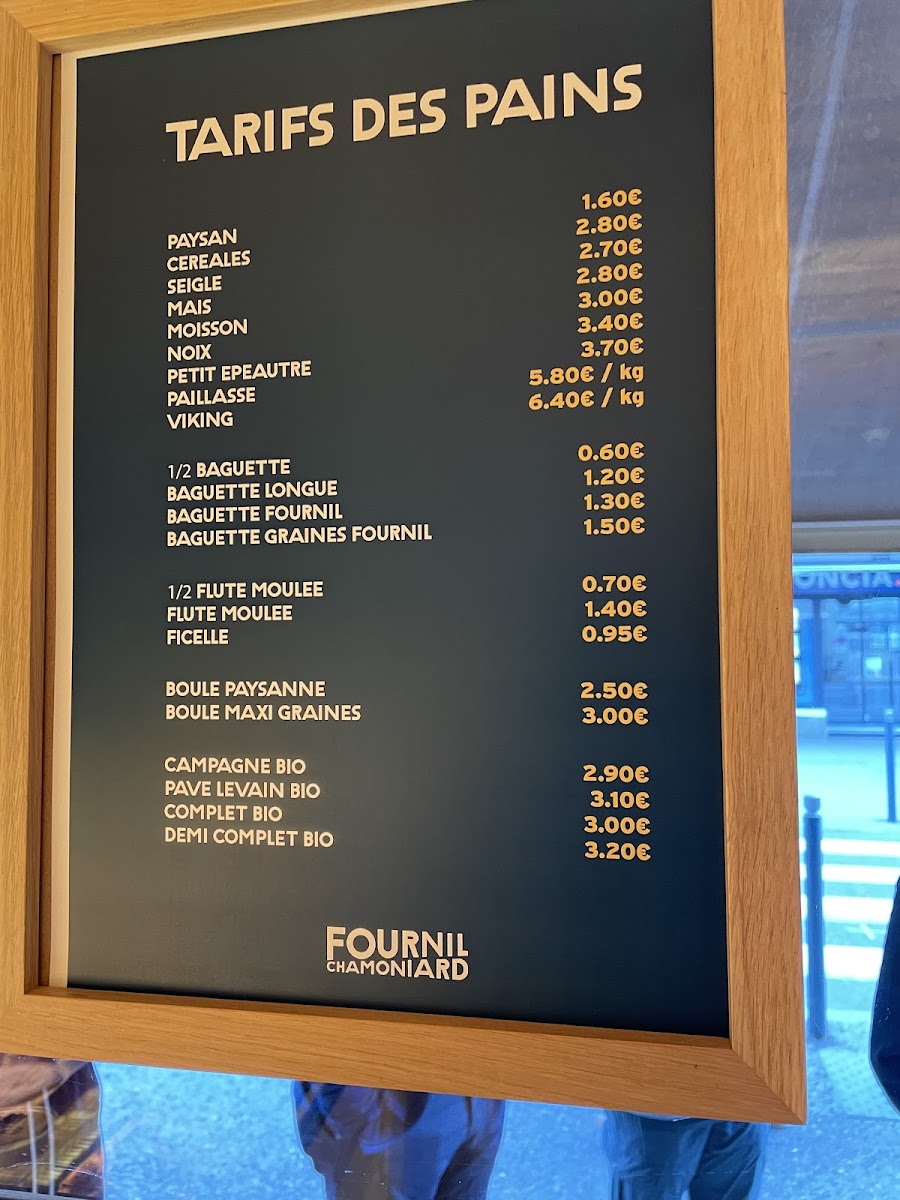 TARIFS DES PAINS
PAYSAN 1.60€
CEREALES 2.80€
SEIGLE 2.70€
MAIS 2.80€
MOISSON 3.00€
NOIX 3.40€
PETIT EPEAUTRE 3.70€
PAILLASSE 5.80€ / kg
VIKING 6.40€ / kg
1/2 BAGUETTE 0.60€
BAGUETTE LONGUE 1.20€
BAGUETTE FOURNIL 1.30€
BAGUETTE GRAINES FOURNIL 1.50€
1/2 FLUTE MOULEE 0.70€
FLUTE MOULEE 1.40€
FICELLE 0.95€
BOULE PAYSANNE 2.50€
BOULE MAXI GRAINES 3.00€
CAMPAGNE BIO 2.90€
PAVE LEVAIN BIO 3.10€
COMPLET BIO 3.00€
DEMI COMPLET BIO 3.20€
FOURNIL
CHAMONIARD